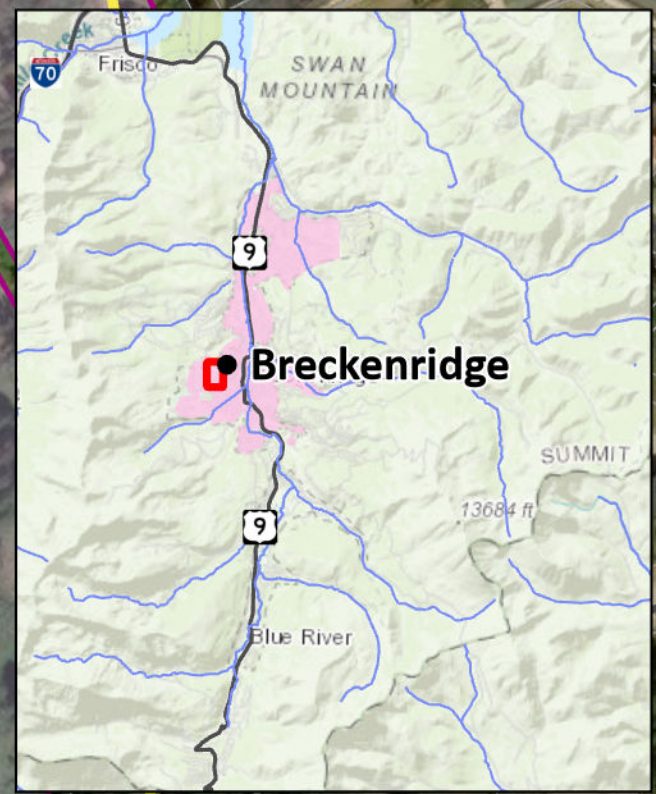 70
Frisco
SWAN
MOUNTAIN
9
Breckenridge
SUMMIT
13684 ft
9
Blue River